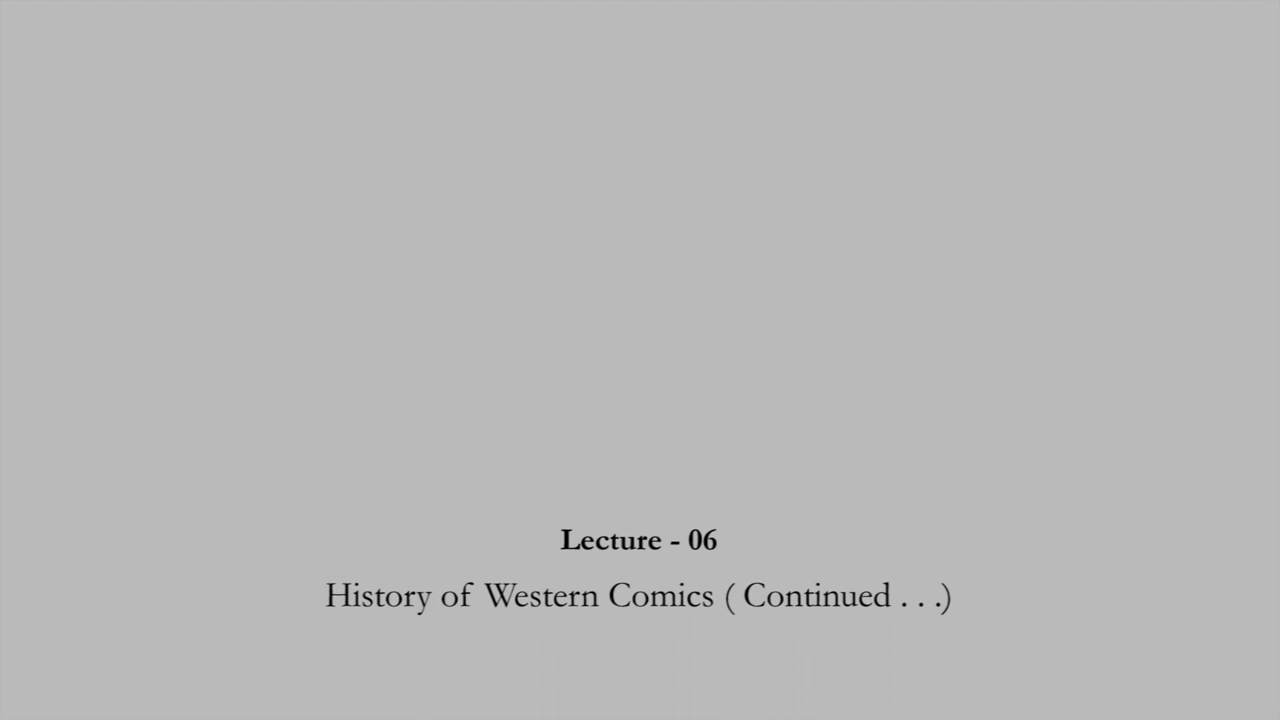 Lecture - 06
History of Western Comics ( Continued . . .)